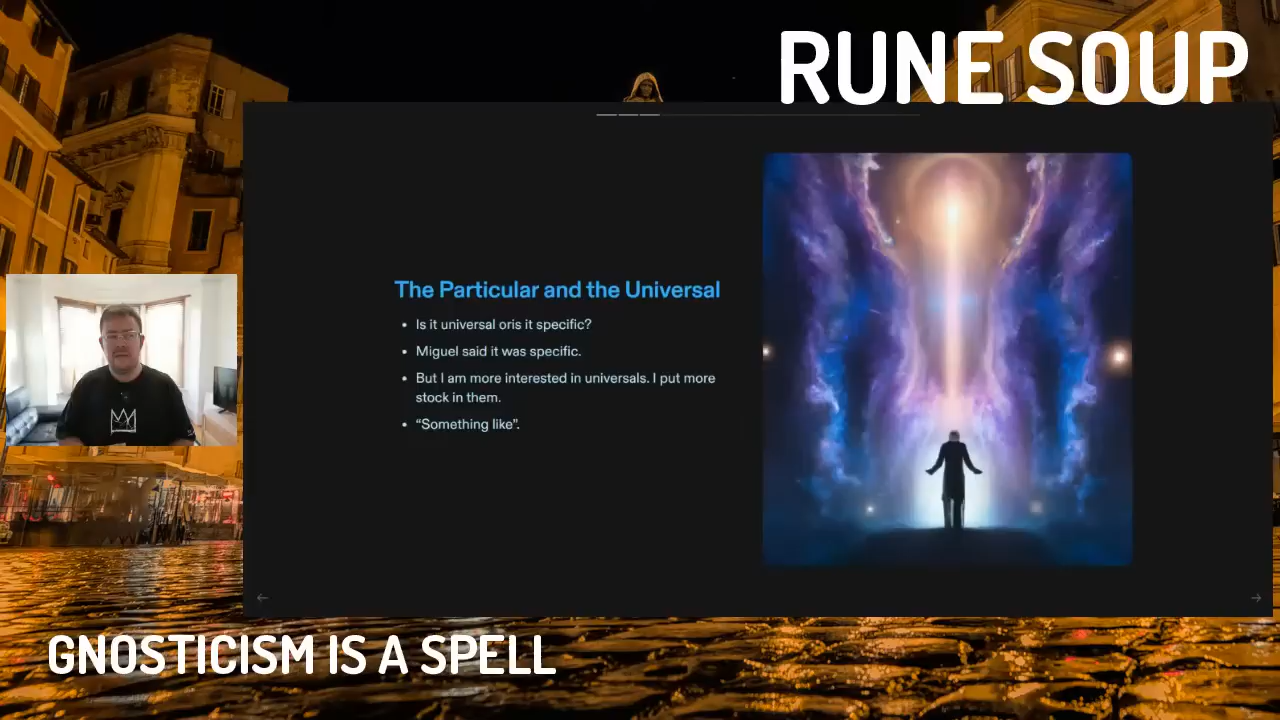 RUNE SOUP
The Particular and the Universal
• Is it universal oris it specific?
• Miguel said it was specific.
• But I am more interested in universals. I put more
stock in them.
• “Something like”.
GNOSTICISM IS A SPELL